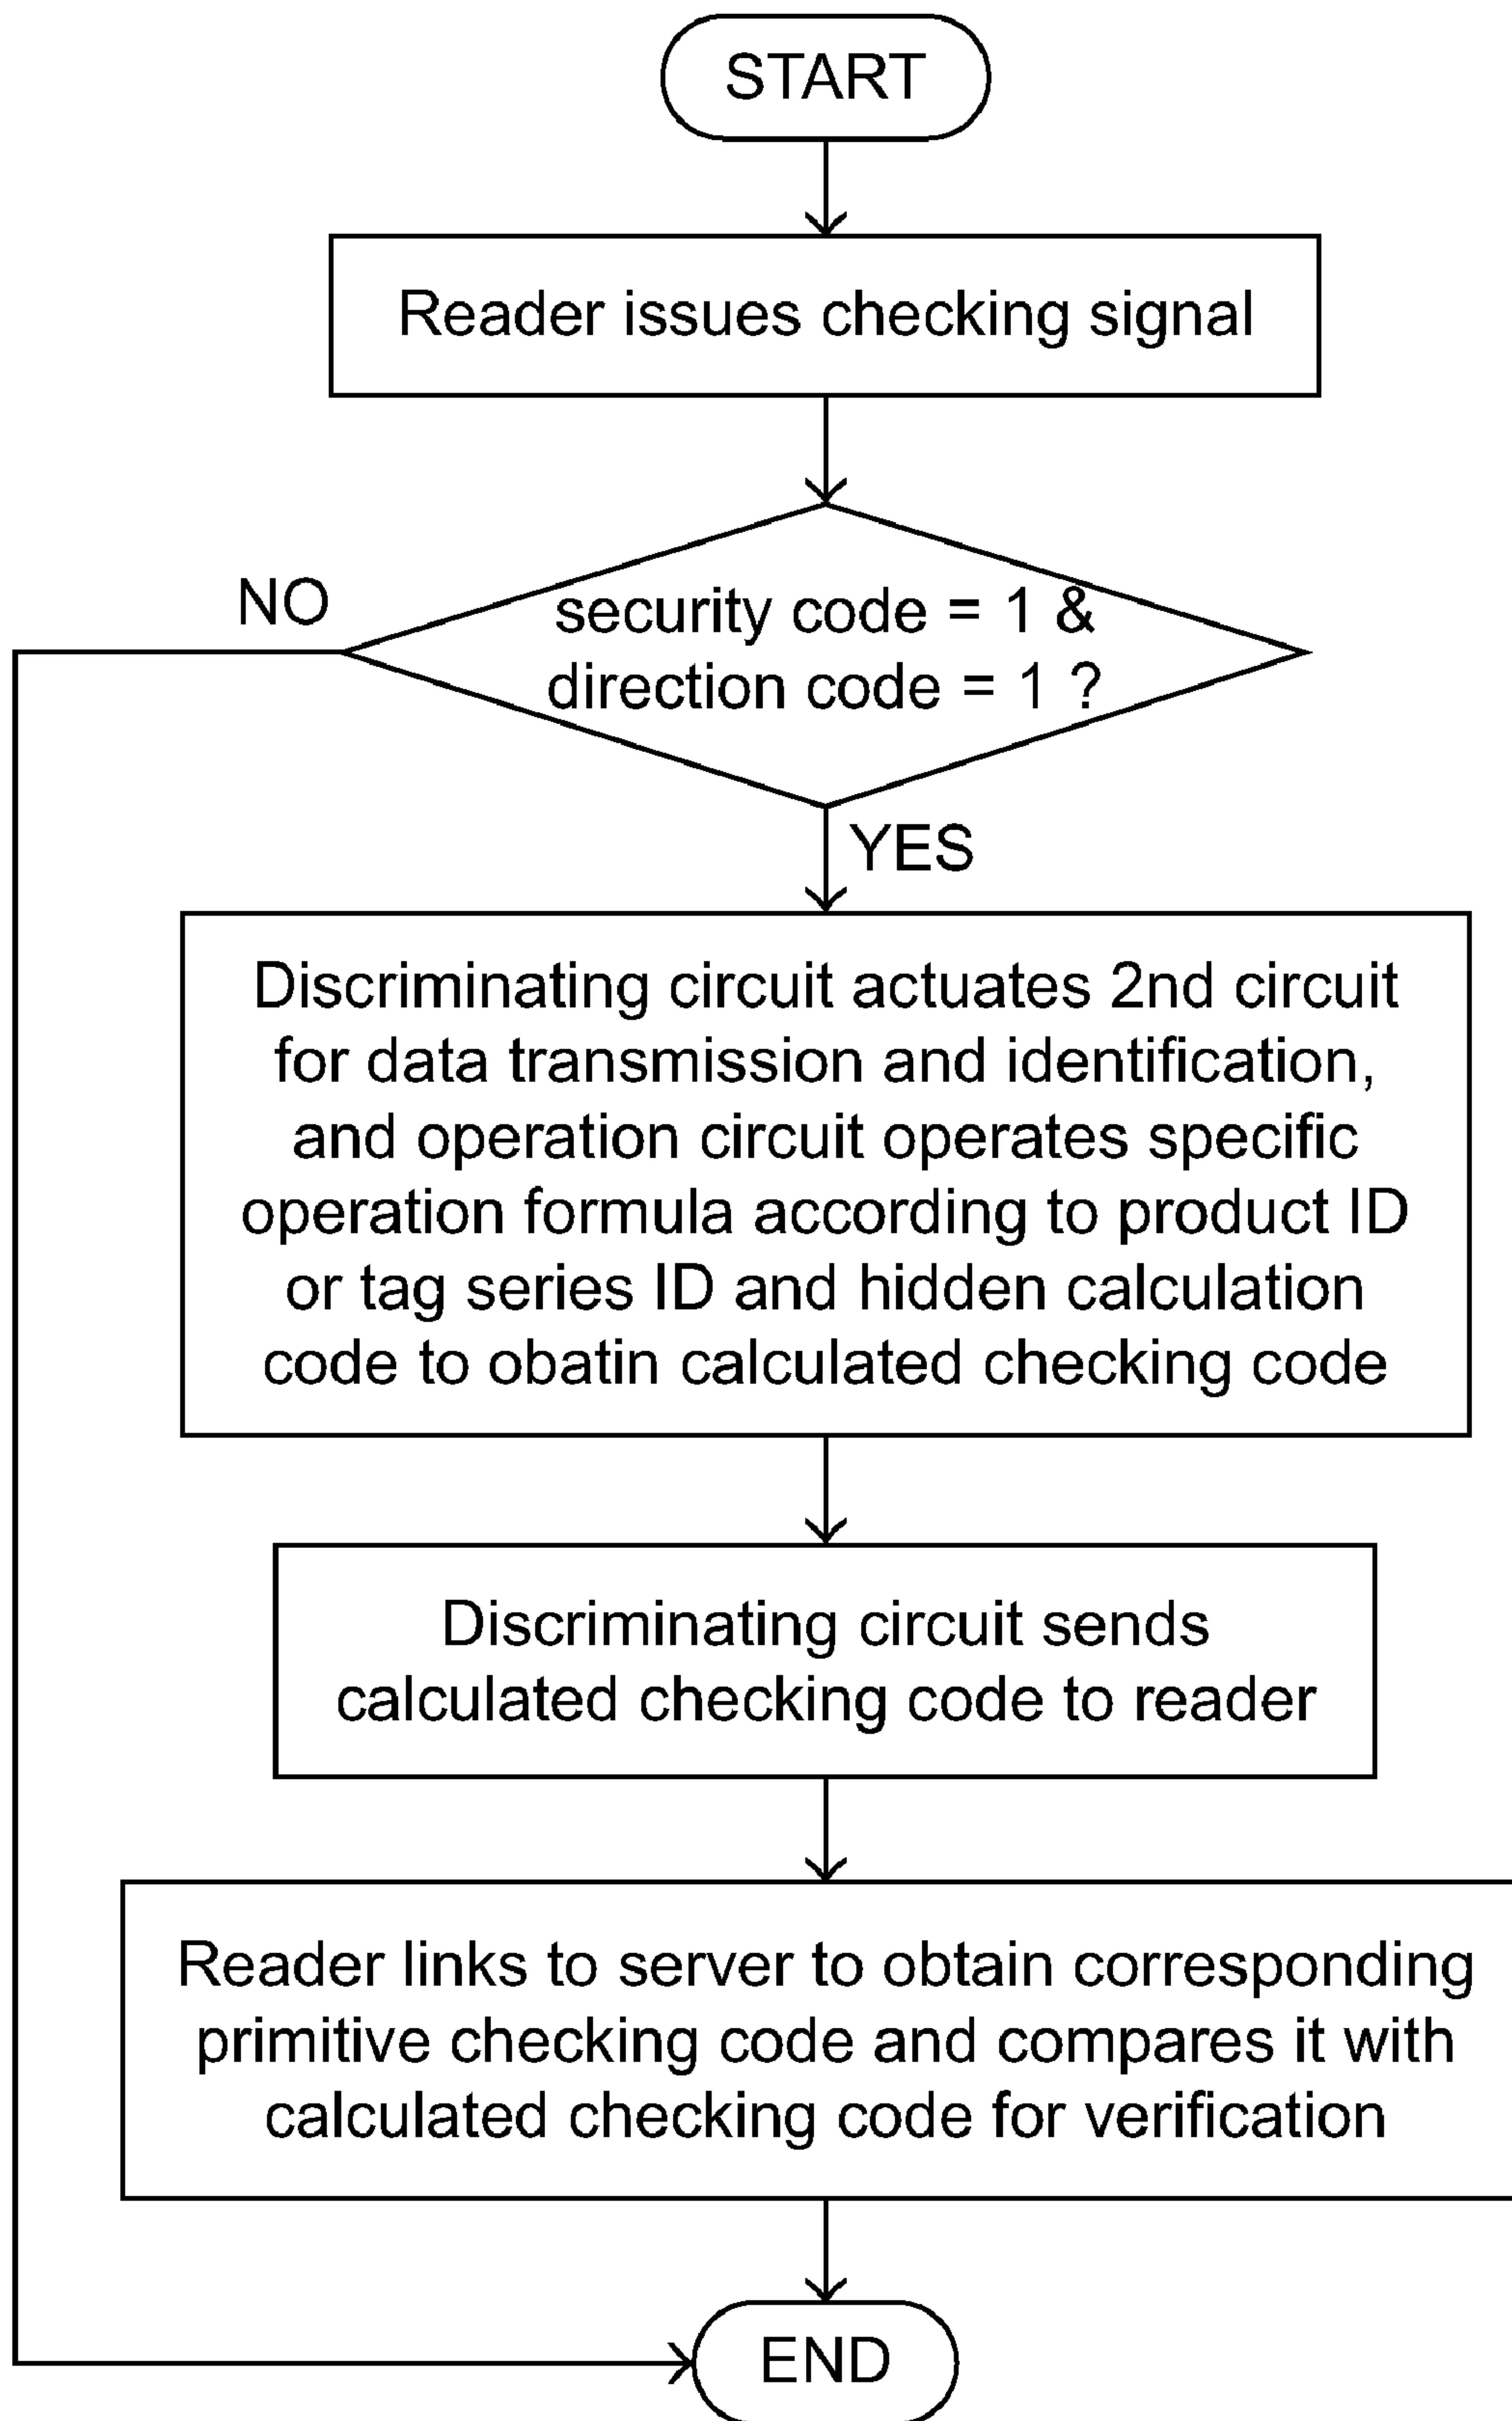 START
Reader issues checking signal
NO
security code = 1 &
direction code = 1 ?
YES
Discriminating circuit actuates 2nd circuit
for data transmission and identification,
and operation circuit operates specific
operation formula according to product ID
or tag series ID and hidden calculation
code to obatin calculated checking code
Discriminating circuit sends
calculated checking code to reader
Reader links to server to obtain corresponding
primitive checking code and compares it with
calculated checking code for verification
END